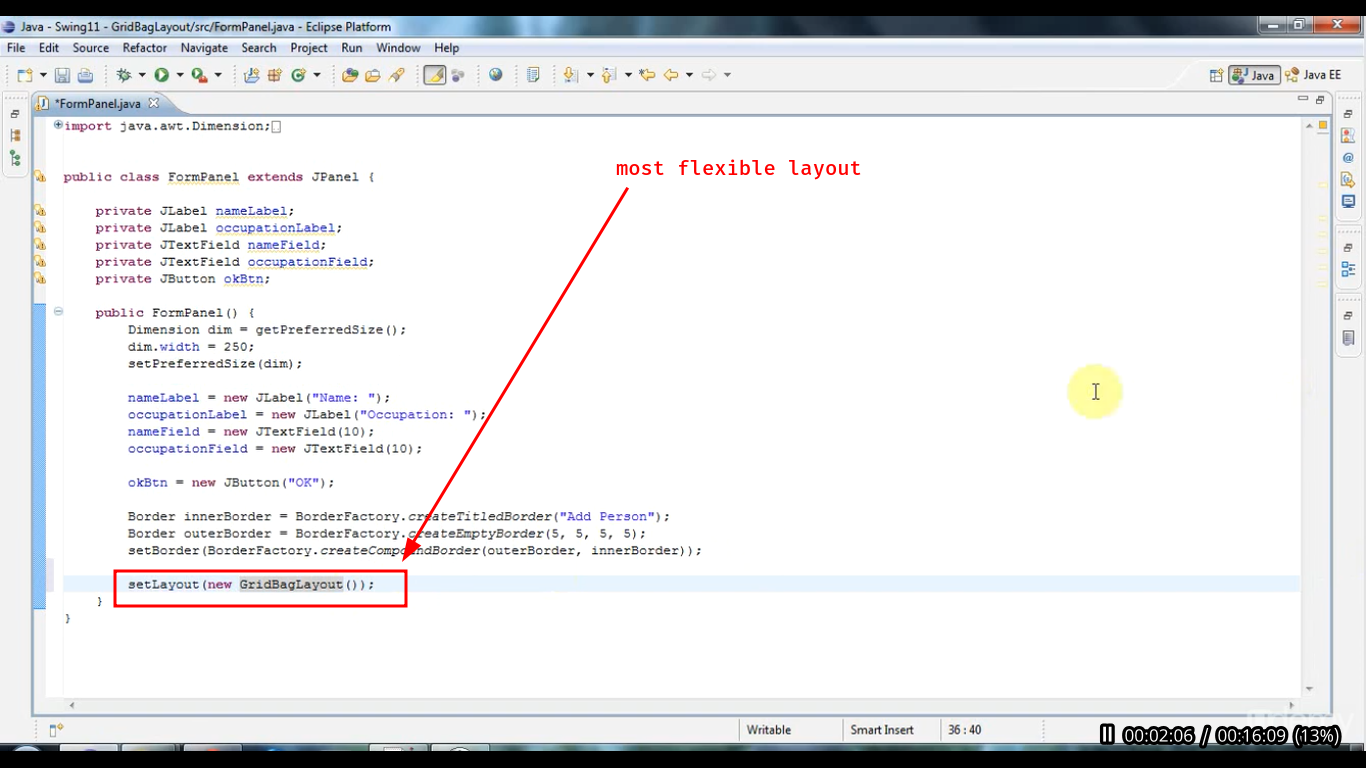 Java - Swing11 - GridBagLayout/src/FormPanel.java - Eclipse Platform
File Edit Source Refactor Navigate Search Project Run Window Help
Java Java EE
*FormPanel.java
import java.awt.Dimension;
most flexible layout
public class FormPanel extends JPanel {
private JLabel nameLabel;
private JLabel occupationLabel;
private JTextField nameField;
private JTextField occupationField;
private JButton okBtn;
public FormPanel() {
Dimension dim = getPreferredSize();
dim.width = 250;
setPreferredSize(dim);
nameLabel = new JLabel("Name: ");
occupationLabel = new JLabel("Occupation: ");
nameField = new JTextField(10);
occupationField = new JTextField(10);
okBtn = new JButton("OK");
Border innerBorder = BorderFactory.createTitledBorder("Add Person");
Border outerBorder = BorderFactory.createEmptyBorder(5, 5, 5, 5);
setBorder(BorderFactory.createCompoundBorder(outerBorder, innerBorder));
setLayout(new GridBagLayout());
}
}
Writable Smart Insert 36 : 40
00:02:06 / 00:16:09 (13%)